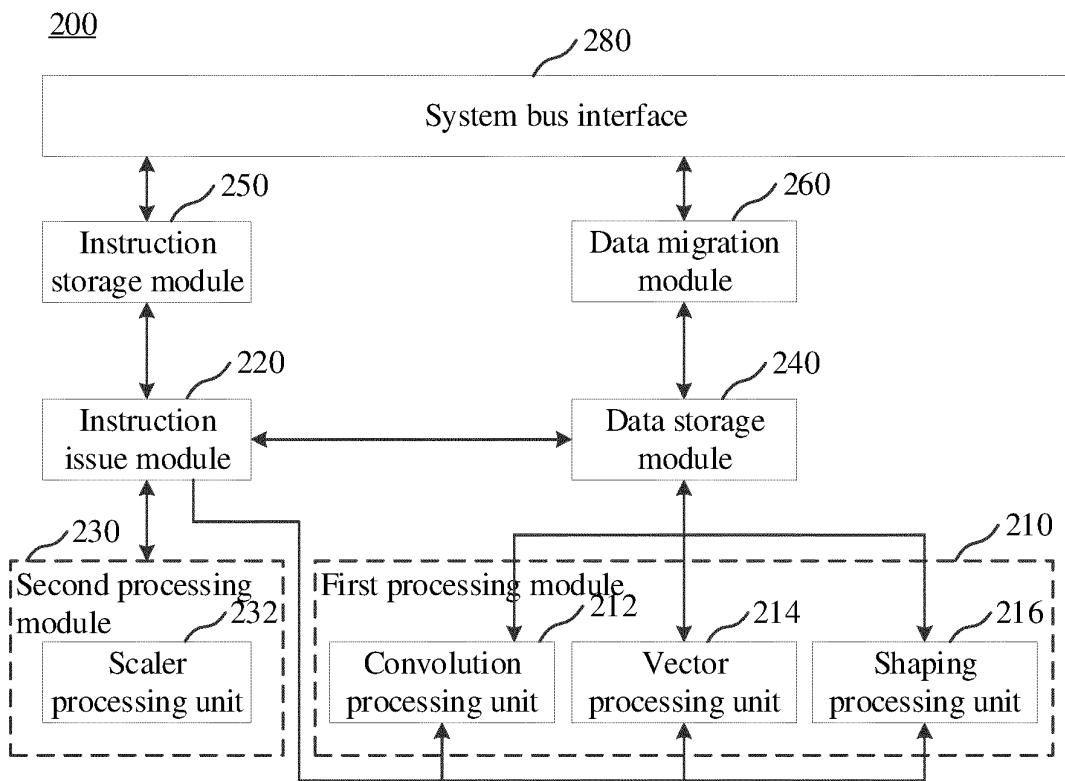 200
280
System bus interface
250
260
Instruction
storage module
Data migration
module
220
240
Instruction
issue module
Data storage
module
230
210
Second processing
module
First processing module
232
212
214
216
Scaler
processing unit
Convolution
processing unit
Vector
processing unit
Shaping
processing unit